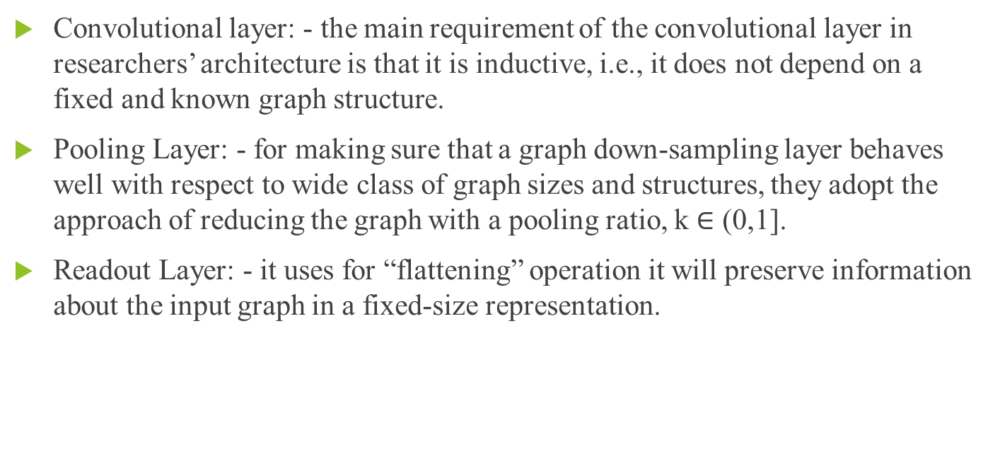 Convolutional layer: - the main requirement of the convolutional layer in
researchers’ architecture is that it is inductive, i.e., it does not depend on a
fixed and known graph structure.
Pooling Layer: - for making sure that a graph down-sampling layer behaves
well with respect to wide class of graph sizes and structures, they adopt the
approach of reducing the graph with a pooling ratio, k ∈ (0,1].
Readout Layer: - it uses for “flattening” operation it will preserve information
about the input graph in a fixed-size representation.